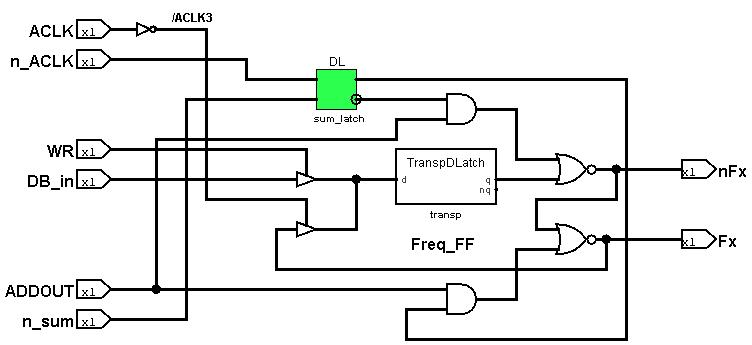 ACLK x1
/ACLK3
n_ACLK x1
DL
sum_latch
WR x1
DB_in x1
TranspDLatch
d
q
nq
transp
x1 nFx
Freq_FF
x1 Fx
ADDOUT x1
n_sum x1